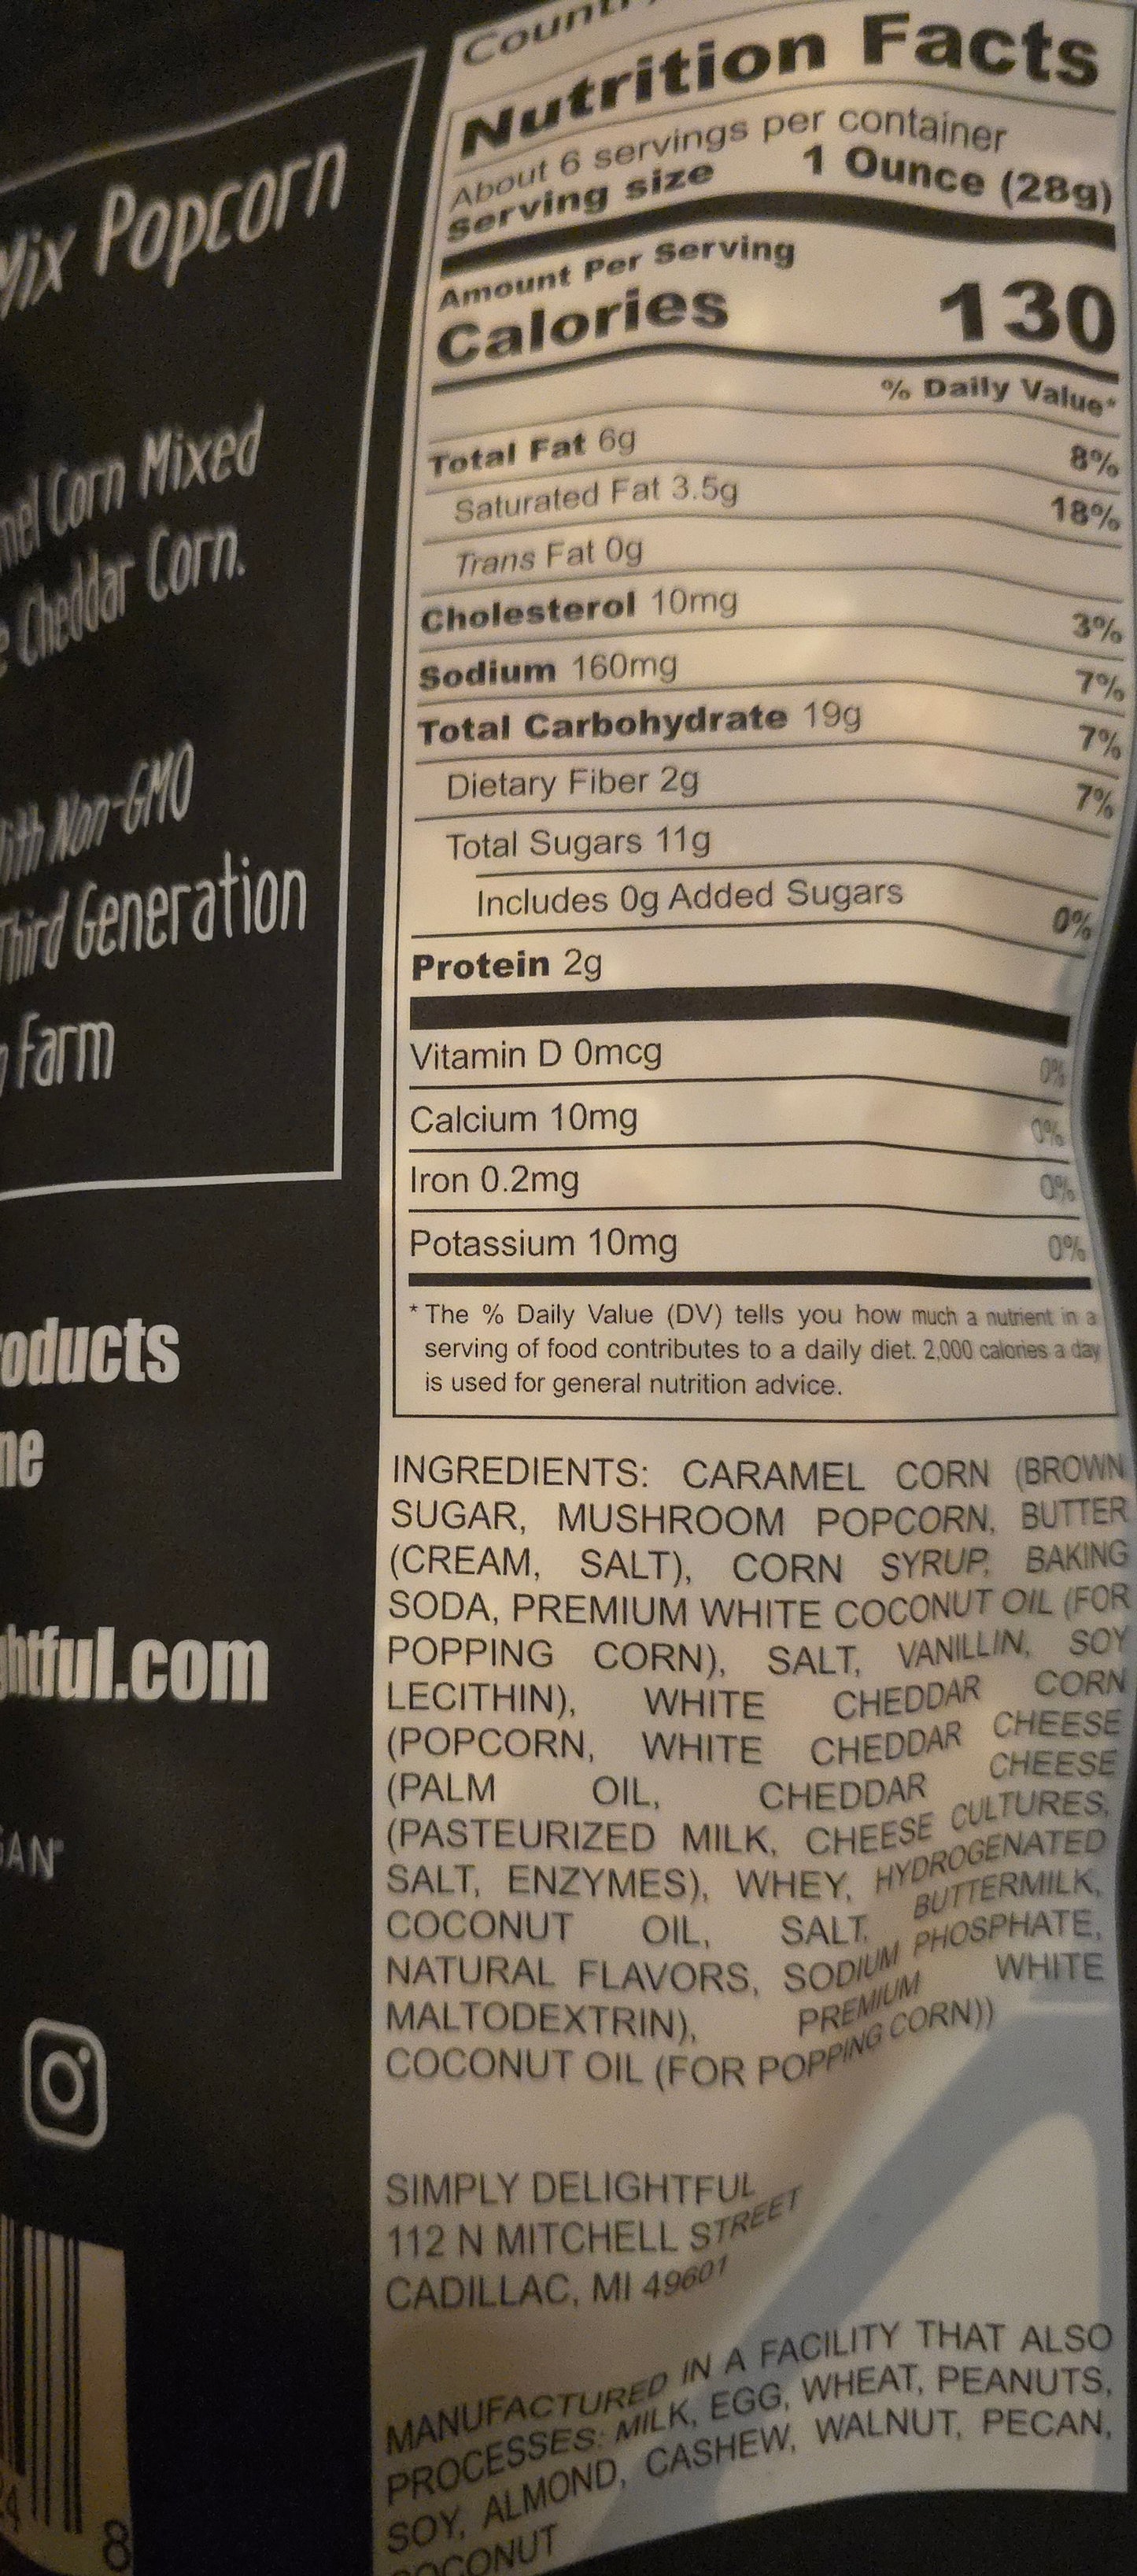 Mix Popcorn
Corn Mixed
Cheddar Corn.
With Non-GMO
Third Generation
Farm
ne
.com
8
Nutrition Facts
About 6 servings per container
Serving size 1 Ounce (28g)
Amount Per Serving
Calories 130
% Daily Value*
Total Fat 6g 8%
Saturated Fat 3.5g 18%
Trans Fat 0g
Cholesterol 10mg 3%
Sodium 160mg 7%
Total Carbohydrate 19g 7%
Dietary Fiber 2g 7%
Total Sugars 11g
Includes 0g Added Sugars 0%
Protein 2g
Vitamin D 0mcg 0%
Calcium 10mg 0%
Iron 0.2mg 0%
Potassium 10mg 0%
* The % Daily Value (DV) tells you how much a nutrient in a
serving of food contributes to a daily diet. 2,000 calories a day
is used for general nutrition advice.
INGREDIENTS: CARAMEL CORN (BROWN
SUGAR, MUSHROOM POPCORN, BUTTER
(CREAM, SALT), CORN SYRUP, BAKING
SODA, PREMIUM WHITE COCONUT OIL (FOR
POPPING CORN), SALT, VANILLIN, SOY
LECITHIN), WHITE CHEDDAR CORN
(POPCORN, WHITE CHEDDAR CHEESE
(PALM OIL, CHEDDAR CHEESE
(PASTEURIZED MILK, CHEESE CULTURES,
SALT, ENZYMES), WHEY, HYDROGENATED
COCONUT OIL, SALT, BUTTERMILK,
NATURAL FLAVORS, SODIUM PHOSPHATE,
MALTODEXTRIN), PREMIUM WHITE
COCONUT OIL (FOR POPPING CORN))
SIMPLY DELIGHTFUL
112 N MITCHELL STREET
CADILLAC, MI 49601
MANUFACTURED IN A FACILITY THAT ALSO
PROCESSES: MILK, EGG, WHEAT, PEANUTS,
SOY, ALMOND, CASHEW, WALNUT, PECAN,
COCONUT